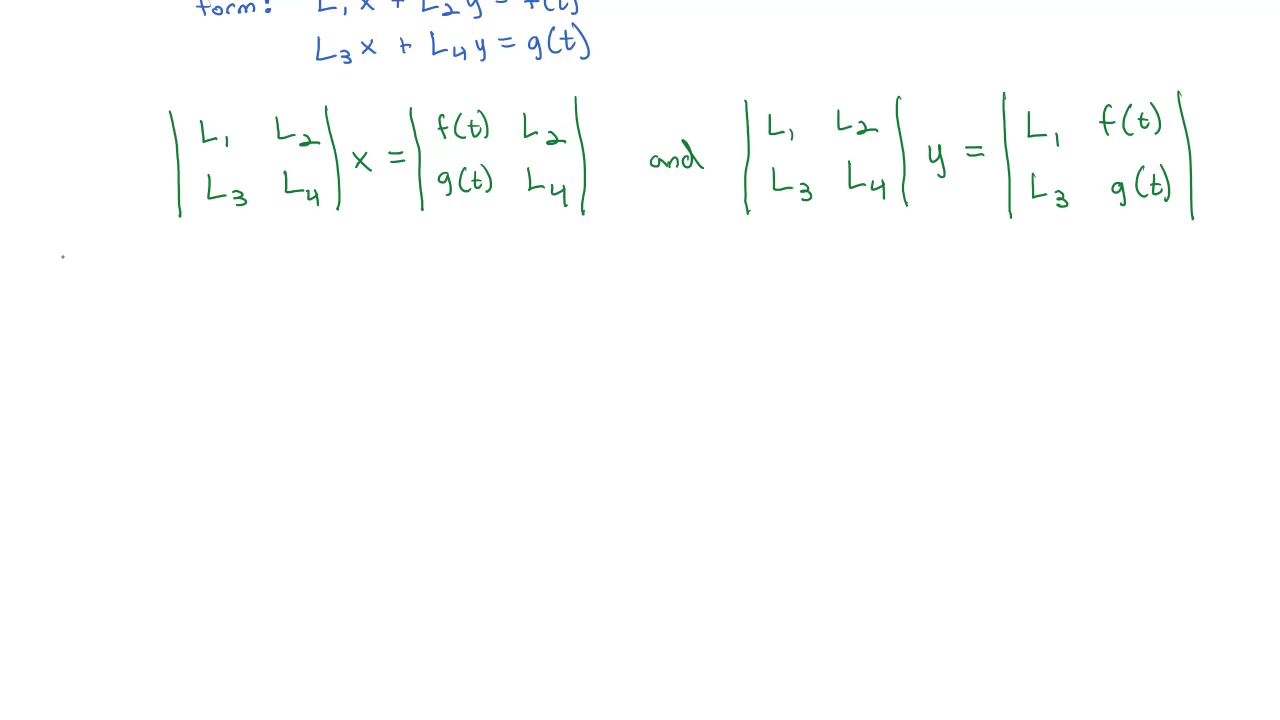 form: L₁x + L₂y = f(t)
L₃x + L₄y = g(t)
| L₁ L₂ | x = | f(t) L₂ | and | L₁ L₂ | y = | L₁ f(t) |
| L₃ L₄ | | g(t) L₄ | | L₃ L₄ | | L₃ g(t) |